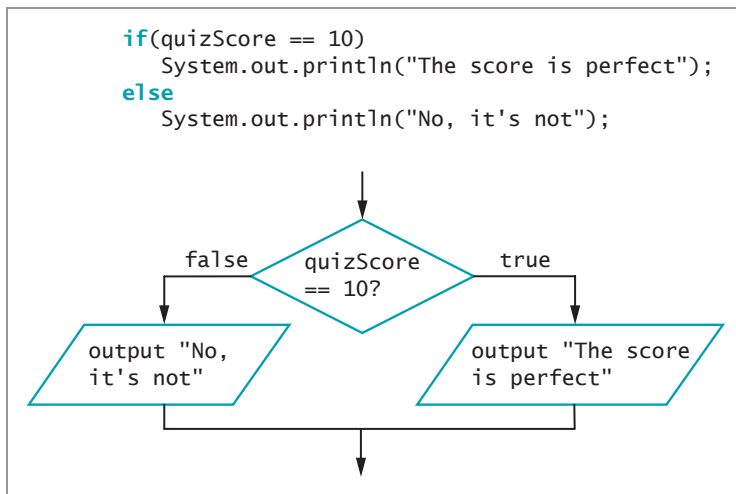 if(quizScore == 10)
System.out.println("The score is perfect");
else
System.out.println("No, it's not");
false
quizScore
== 10?
true
output "No,
it's not"
output "The score
is perfect"